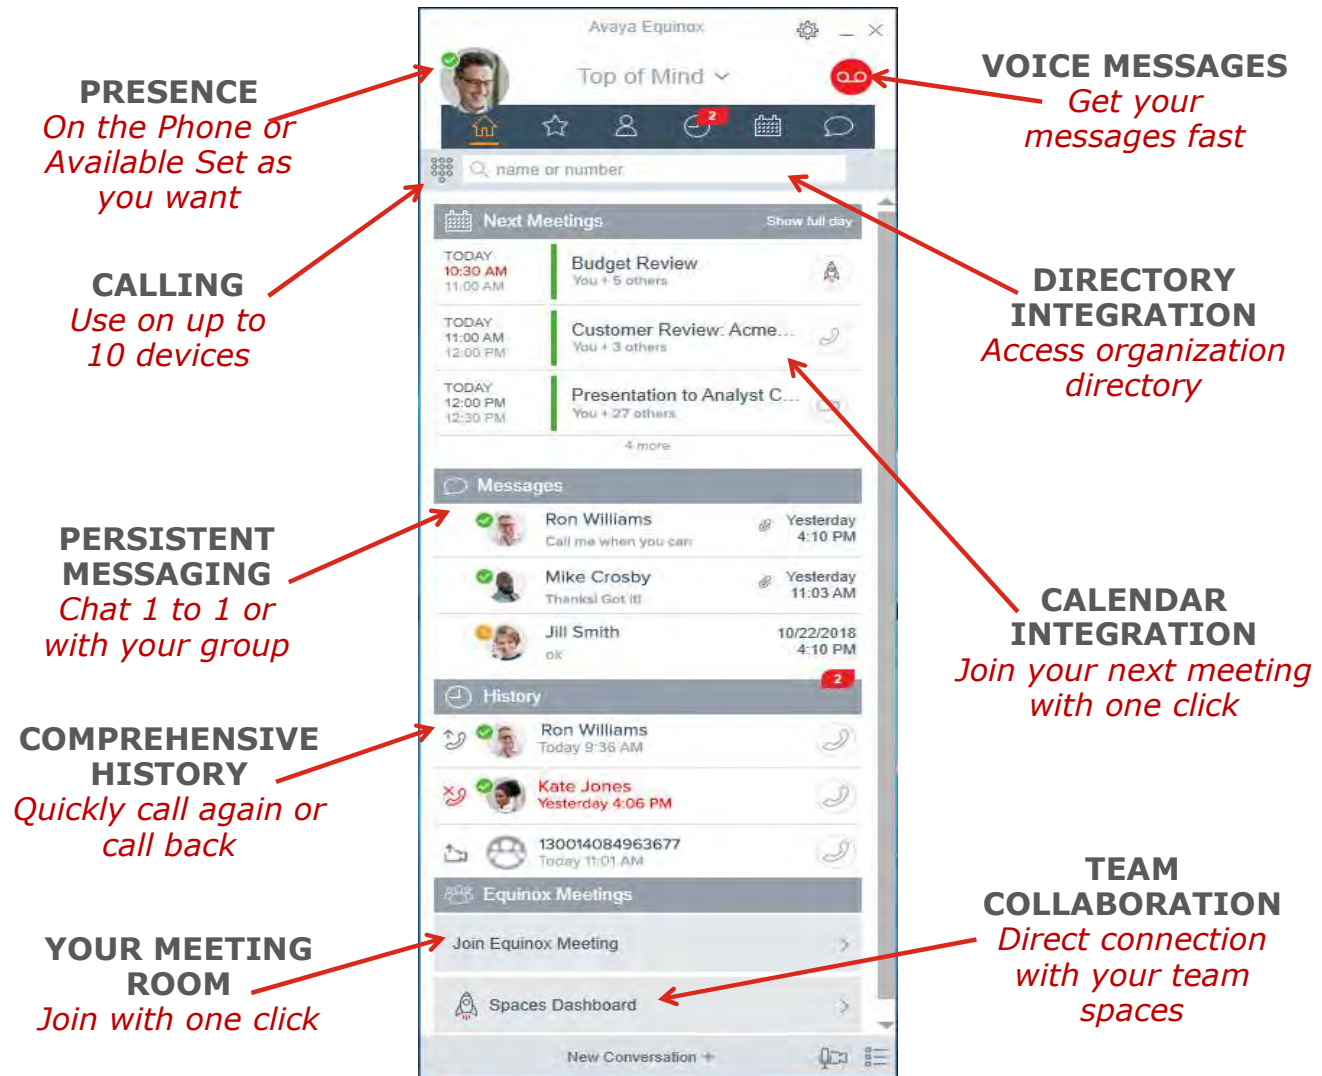 Avaya Equinox
Top of Mind
2
name or number
Next Meetings
Show full day
TODAY
10:30 AM
11:00 AM
Budget Review
You + 5 others
TODAY
11:00 AM
12:00 PM
Customer Review: Acme...
You + 3 others
TODAY
12:00 PM
12:30 PM
Presentation to Analyst C...
You + 27 others
4 more
Messages
Ron Williams
Call me when you can
Yesterday
4:10 PM
Mike Crosby
Thanks! Got it!
Yesterday
11:03 AM
Jill Smith
ok
10/22/2018
4:10 PM
2
History
Ron Williams
Today 9:36 AM
Kate Jones
Yesterday 4:06 PM
130014084963677
Today 11:01 AM
Equinox Meetings
Join Equinox Meeting
Spaces Dashboard
New Conversation +
PRESENCE
On the Phone or
Available Set as
you want
CALLING
Use on up to
10 devices
PERSISTENT
MESSAGING
Chat 1 to 1 or
with your group
COMPREHENSIVE
HISTORY
Quickly call again or
call back
YOUR MEETING
ROOM
Join with one click
VOICE MESSAGES
Get your
messages fast
DIRECTORY
INTEGRATION
Access organization
directory
CALENDAR
INTEGRATION
Join your next meeting
with one click
TEAM
COLLABORATION
Direct connection
with your team
spaces